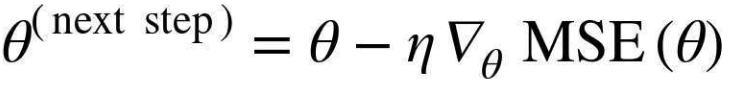 θ^(next step) = θ − η ∇_θ MSE (θ)